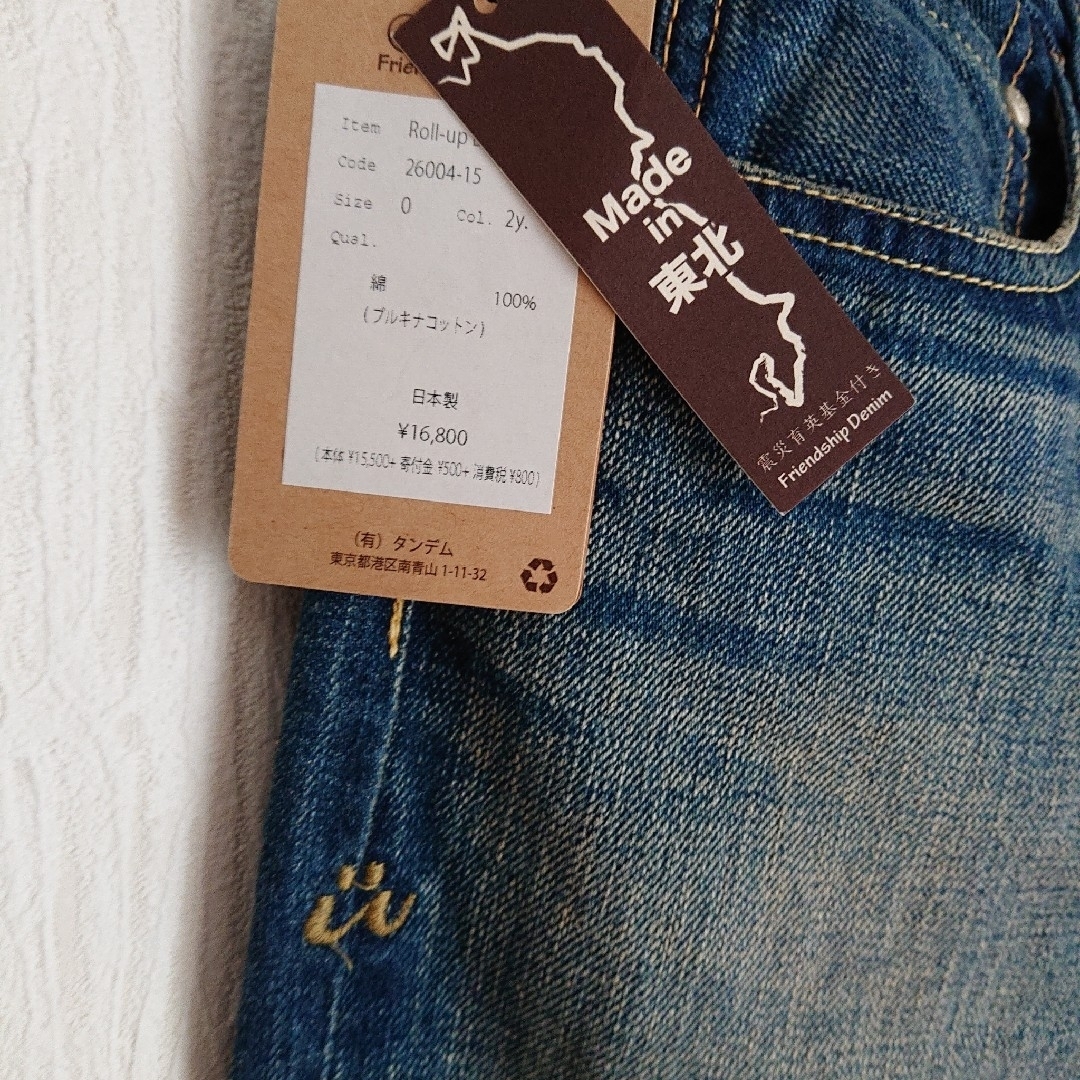 Item Roll-up
Code 26004-15
Size 0 Col. 2y.
Qual.
綿 100%
(ブルキナコットン)
日本製
¥16,800
(本体 ¥15,500+ 寄付金 ¥500+ 消費税 ¥800)
(有) タンデム
東京都港区南青山 1-11-32
Made
in
東北
震災育英基金付き
Friendship Denim
ii